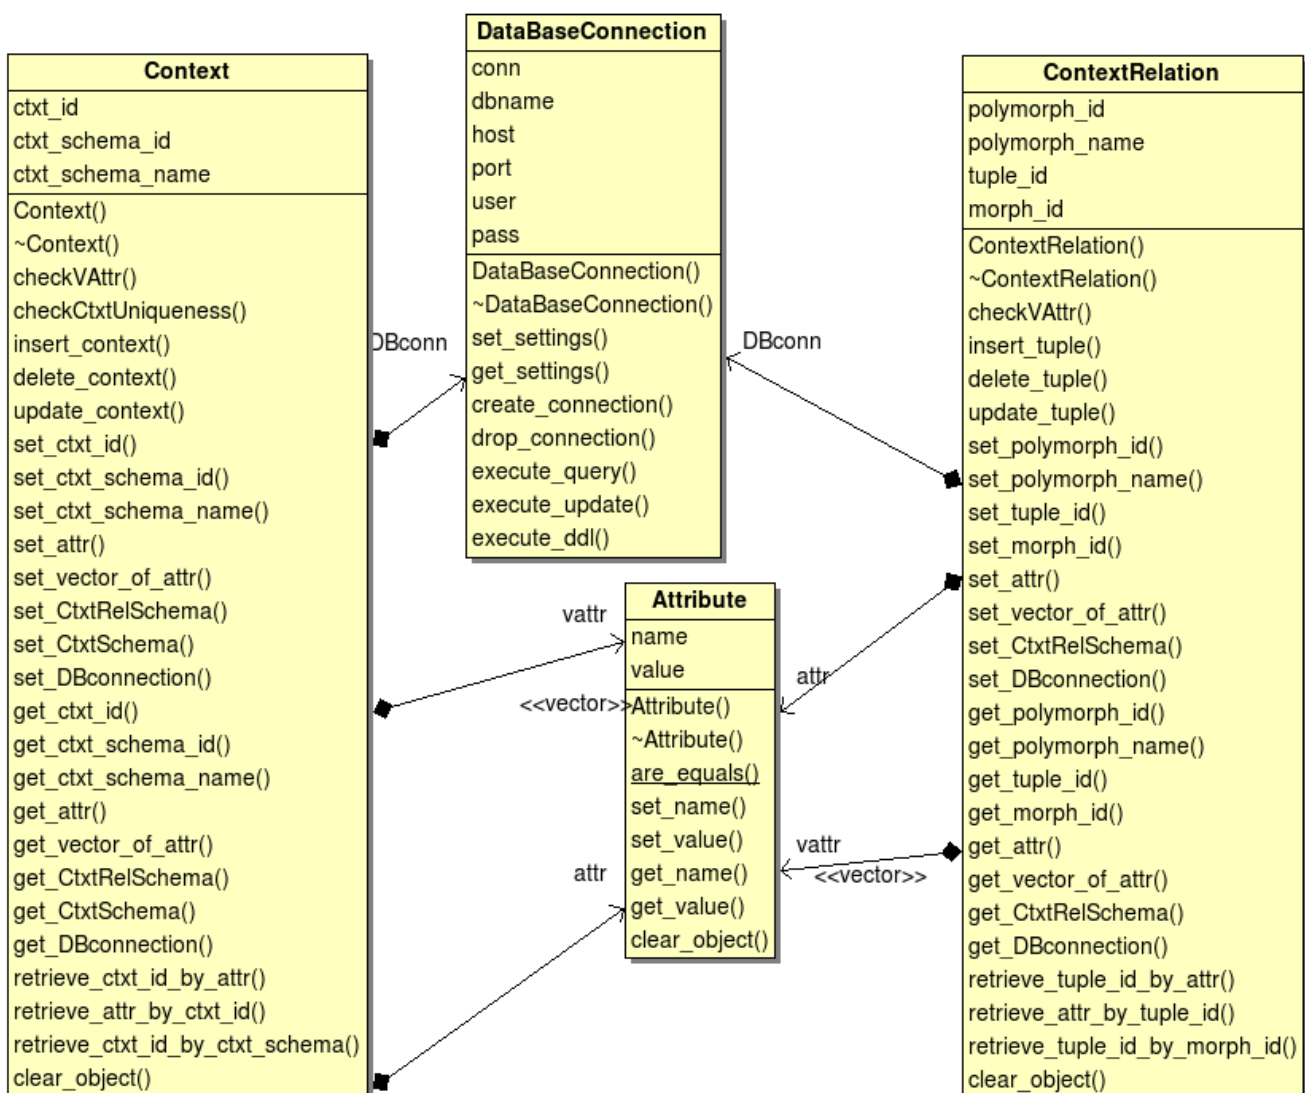 Context
ctxt_id
ctxt_schema_id
ctxt_schema_name
Context()
~Context()
checkVAttr()
checkCtxtUniqueness()
insert_context()
delete_context()
update_context()
set_ctxt_id()
set_ctxt_schema_id()
set_ctxt_schema_name()
set_attr()
set_vector_of_attr()
set_CtxtRelSchema()
set_CtxtSchema()
set_DBconnection()
get_ctxt_id()
get_ctxt_schema_id()
get_ctxt_schema_name()
get_attr()
get_vector_of_attr()
get_CtxtRelSchema()
get_CtxtSchema()
get_DBconnection()
retrieve_ctxt_id_by_attr()
retrieve_attr_by_ctxt_id()
retrieve_ctxt_id_by_ctxt_schema()
clear_object()
DBconn
DataBaseConnection
conn
dbname
host
port
user
pass
DataBaseConnection()
~DataBaseConnection()
set_settings()
get_settings()
create_connection()
drop_connection()
execute_query()
execute_update()
execute_ddl()
DBconn
vattr
<<vector>>
attr
Attribute
name
value
Attribute()
~Attribute()
are_equals()
set_name()
set_value()
get_name()
get_value()
clear_object()
attr
vattr
<<vector>>
ContextRelation
polymorph_id
polymorph_name
tuple_id
morph_id
ContextRelation()
~ContextRelation()
checkVAttr()
insert_tuple()
delete_tuple()
update_tuple()
set_polymorph_id()
set_polymorph_name()
set_tuple_id()
set_morph_id()
set_attr()
set_vector_of_attr()
set_CtxtRelSchema()
set_DBconnection()
get_polymorph_id()
get_polymorph_name()
get_tuple_id()
get_morph_id()
get_attr()
get_vector_of_attr()
get_CtxtRelSchema()
get_DBconnection()
retrieve_tuple_id_by_attr()
retrieve_attr_by_tuple_id()
retrieve_tuple_id_by_morph_id()
clear_object()